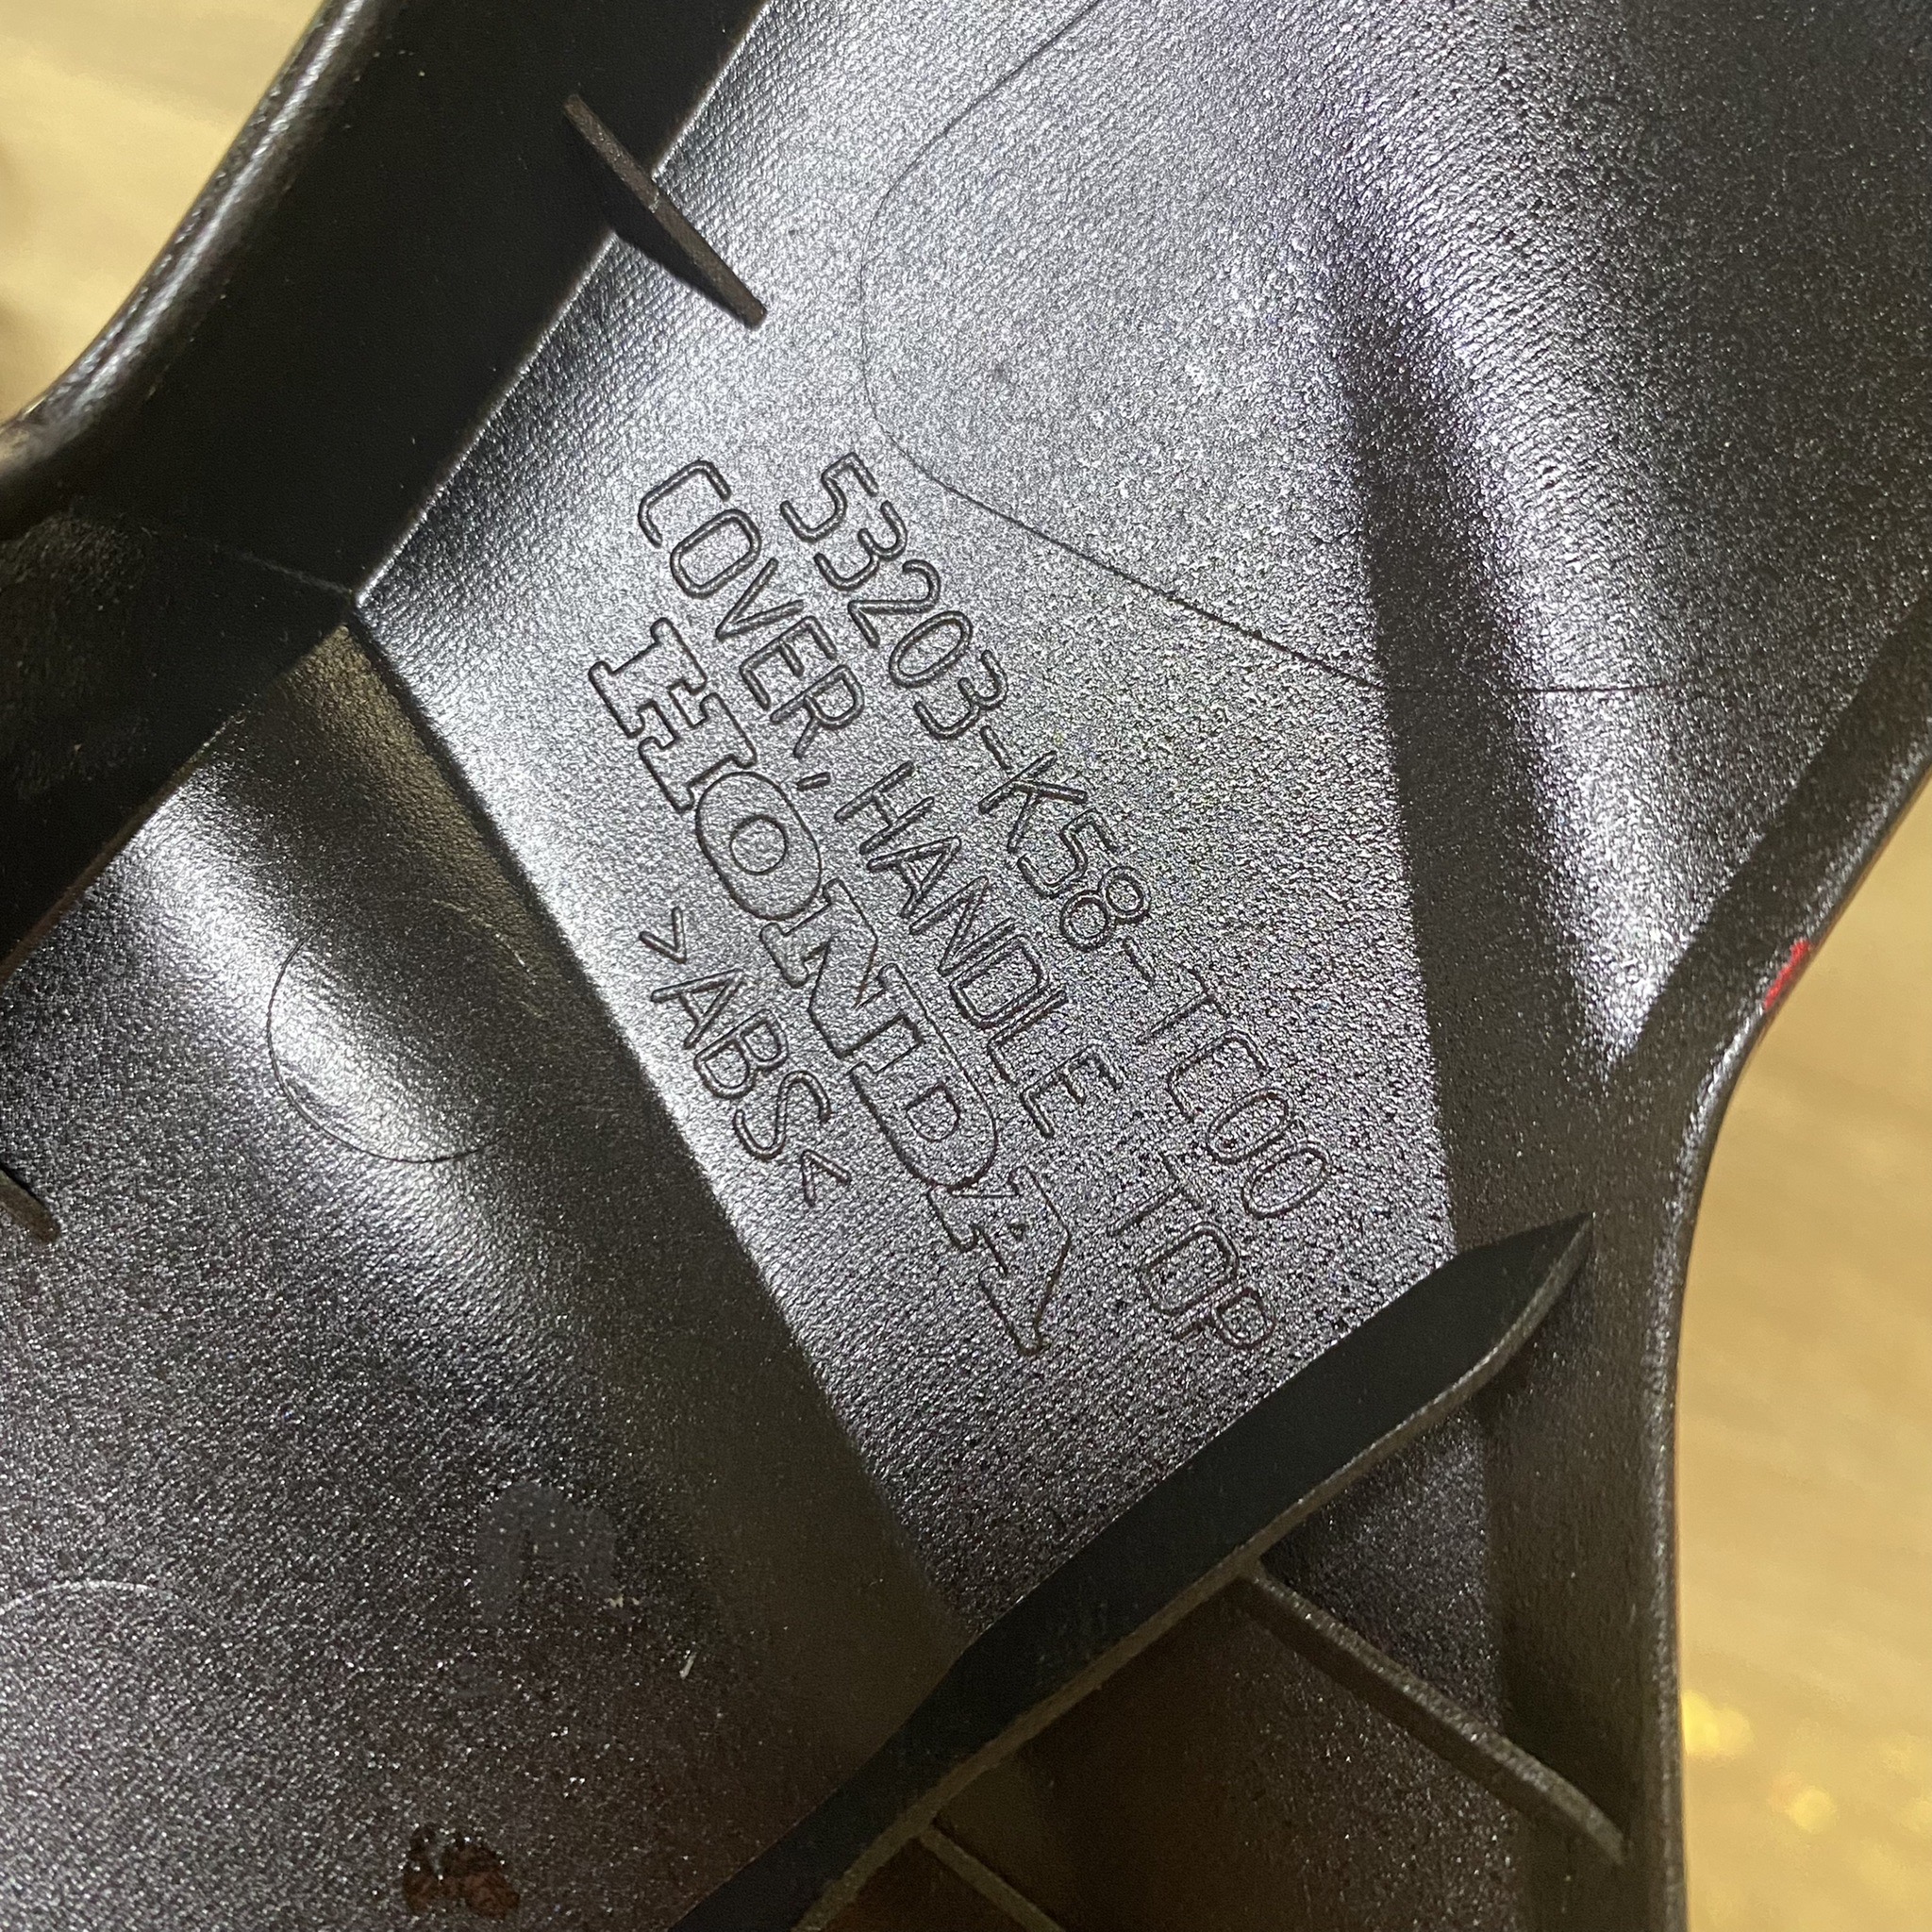 53203-K58-TC00
COVER, HANDLE TOP
HONDA
>ABS<